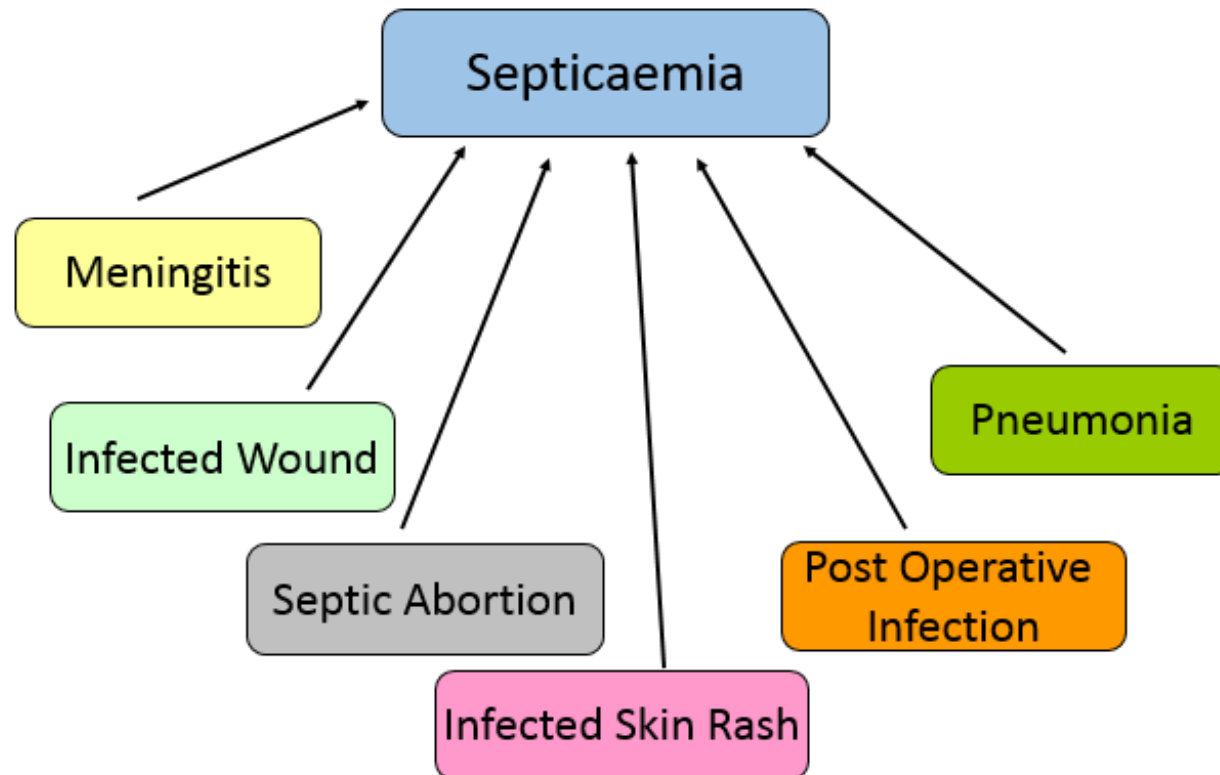 Septicaemia
Meningitis
Infected Wound
Pneumonia
Septic Abortion
Post Operative
Infection
Infected Skin Rash